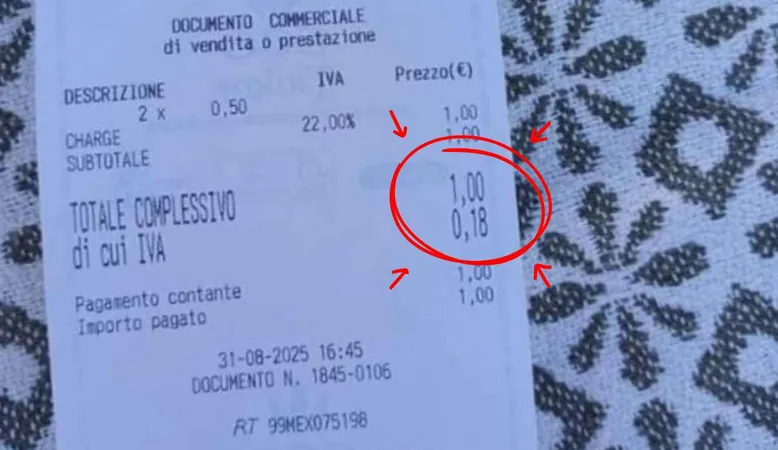 DOCUMENTO COMMERCIALE
di vendita o prestazione
DESCRIZIONE IVA Prezzo(€)
2 x 0,50
CHARGE 22,00% 1,00
SUBTOTALE 1,00
TOTALE COMPLESSIVO 1,00
di cui IVA 0,18
Pagamento contante 1,00
Importo pagato 1,00
31-08-2025 16:45
DOCUMENTO N. 1845-0106
RT 99MEX075198